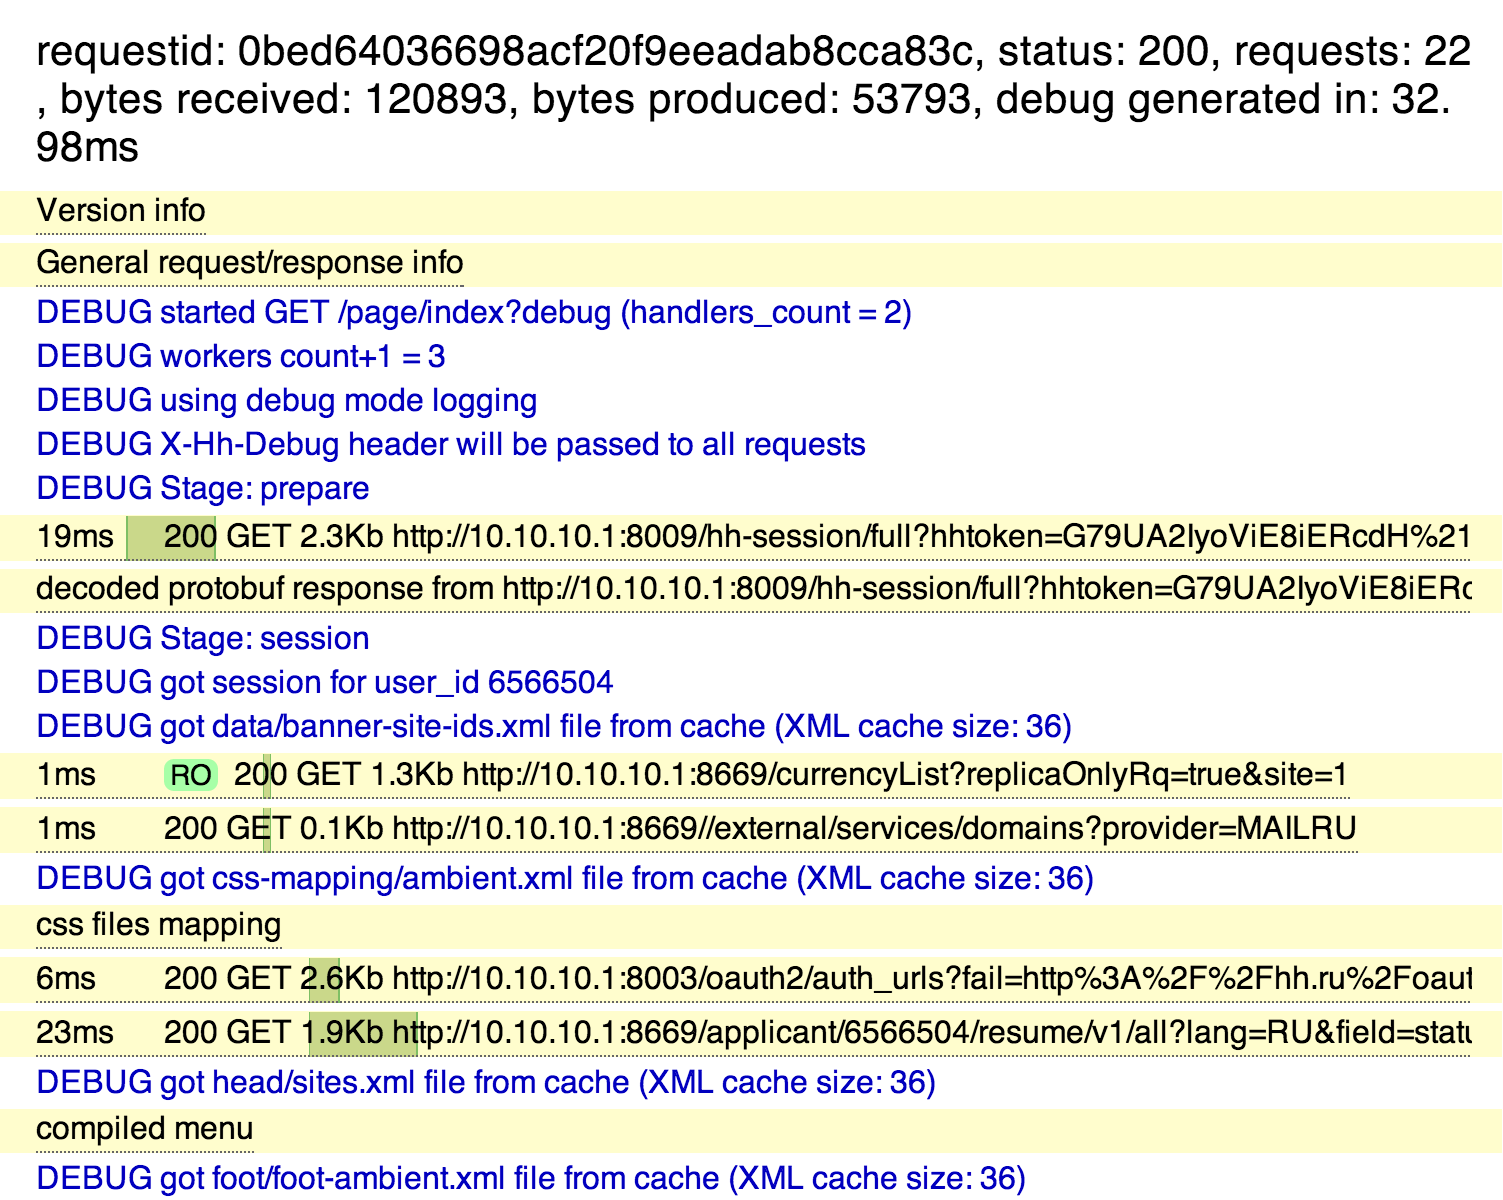 requestid: 0bed64036698acf20f9eeadab8cca83c, status: 200, requests: 22
, bytes received: 120893, bytes produced: 53793, debug generated in: 32.
98ms
Version info
General request/response info
DEBUG started GET /page/index?debug (handlers_count = 2)
DEBUG workers count+1 = 3
DEBUG using debug mode logging
DEBUG X-Hh-Debug header will be passed to all requests
DEBUG Stage: prepare
19ms 200 GET 2.3Kb http://10.10.10.1:8009/hh-session/full?hhtoken=G79UA2IyoViE8iERcdH%21
decoded protobuf response from http://10.10.10.1:8009/hh-session/full?hhtoken=G79UA2IyoViE8iERc
DEBUG Stage: session
DEBUG got session for user_id 6566504
DEBUG got data/banner-site-ids.xml file from cache (XML cache size: 36)
1ms RO 200 GET 1.3Kb http://10.10.10.1:8669/currencyList?replicaOnlyRq=true&site=1
1ms 200 GET 0.1Kb http://10.10.10.1:8669//external/services/domains?provider=MAILRU
DEBUG got css-mapping/ambient.xml file from cache (XML cache size: 36)
css files mapping
6ms 200 GET 2.6Kb http://10.10.10.1:8003/oauth2/auth_urls?fail=http%3A%2F%2Fhh.ru%2Foaut
23ms 200 GET 1.9Kb http://10.10.10.1:8669/applicant/6566504/resume/v1/all?lang=RU&field=statu
DEBUG got head/sites.xml file from cache (XML cache size: 36)
compiled menu
DEBUG got foot/foot-ambient.xml file from cache (XML cache size: 36)